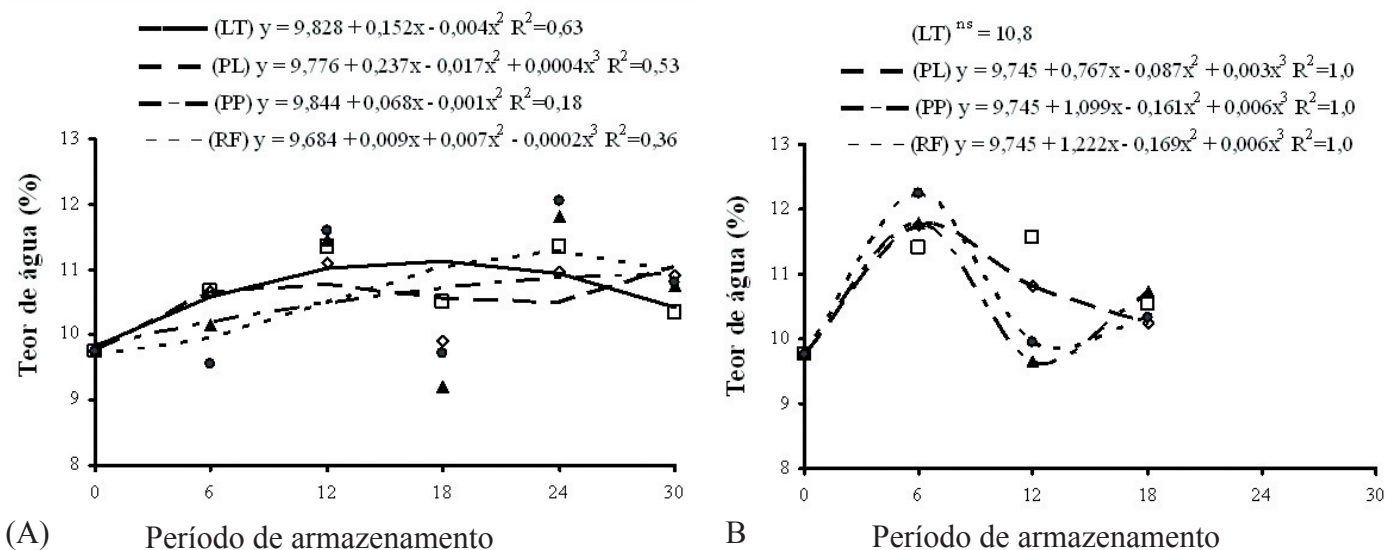 (LT) y = 9,828 + 0,152x - 0,004x² R²=0,63
(PL) y = 9,776 + 0,237x - 0,017x² + 0,0004x³ R²=0,53
(PP) y = 9,844 + 0,068x - 0,001x² R²=0,18
(RF) y = 9,684 + 0,009x + 0,007x² - 0,0002x³ R²=0,36
13
12
11
10
9
8
Teor de água (%)
0 6 12 18 24 30
(A) Período de armazenamento
(LT) ⁿˢ = 10,8
(PL) y = 9,745 + 0,767x - 0,087x² + 0,003x³ R²=1,0
(PP) y = 9,745 + 1,099x - 0,161x² + 0,006x³ R²=1,0
(RF) y = 9,745 + 1,222x - 0,169x² + 0,006x³ R²=1,0
13
12
11
10
9
8
Teor de água (%)
0 6 12 18 24 30
B Período de armazenamento